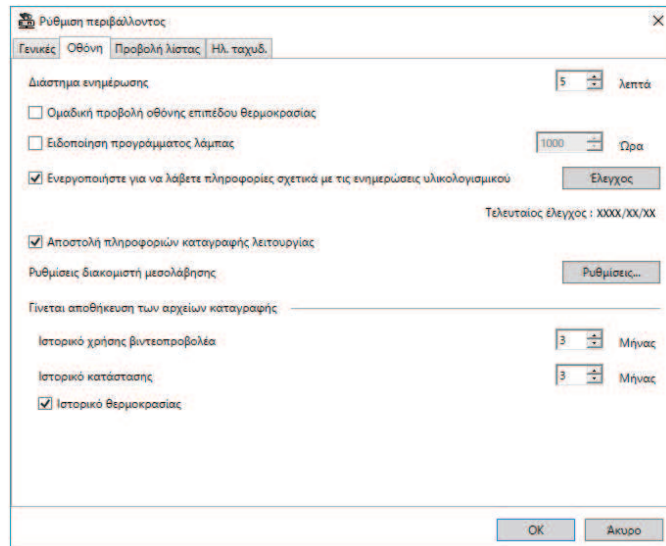 Ρύθμιση περιβάλλοντος
Γενικές Οθόνη Προβολή λίστας Ηλ. ταχυδ.
Διάστημα ενημέρωσης 5 λεπτά
Ομαδική προβολή οθόνης επιπέδου θερμοκρασίας
Ειδοποίηση προγράμματος λάμπας 1000 Ώρα
Ενεργοποιήστε για να λάβετε πληροφορίες σχετικά με τις ενημερώσεις υλικολογισμικού Έλεγχος
Τελευταίος έλεγχος : XXXX/XX/XX
Αποστολή πληροφοριών καταγραφής λειτουργίας
Ρυθμίσεις διακομιστή μεσολάβησης Ρυθμίσεις...
Γίνεται αποθήκευση των αρχείων καταγραφής
Ιστορικό χρήσης βιντεοπροβολέα 3 Μήνας
Ιστορικό κατάστασης 3 Μήνας
Ιστορικό θερμοκρασίας
OK Άκυρο